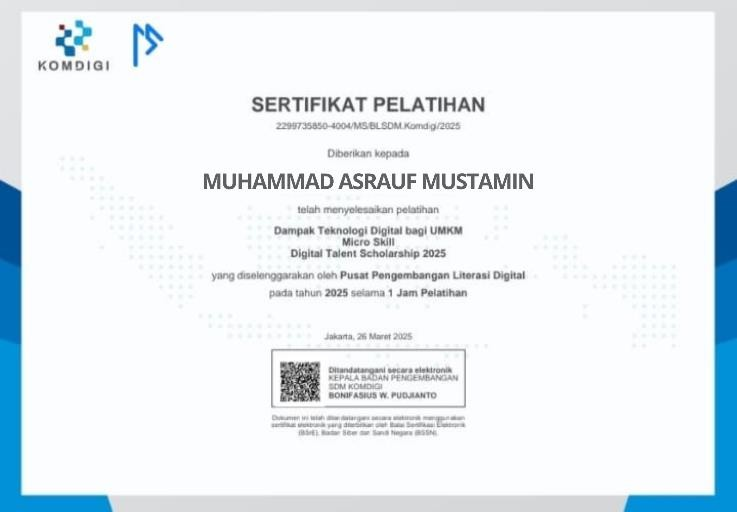 KOMDIGI
SERTIFIKAT PELATIHAN
2299735850-4004/MS/BLSDM.Komdigi/2025
Diberikan kepada
MUHAMMAD ASRAUF MUSTAMIN
telah menyelesaikan pelatihan
Dampak Teknologi Digital bagi UMKM
Micro Skill
Digital Talent Scholarship 2025
yang diselenggarakan oleh Pusat Pengembangan Literasi Digital
pada tahun 2025 selama 1 Jam Pelatihan
Jakarta, 26 Maret 2025
Ditandatangani secara elektronik
KEPALA BADAN PENGEMBANGAN
SDM KOMDIGI
BONIFASIUS W. PUDJIANTO
Dokumen ini telah ditandatangani secara elektronik menggunakan
sertifikat elektronik yang diterbitkan oleh Balai Sertifikasi Elektronik
(BSrE), Badan Siber dan Sandi Negara (BSSN).